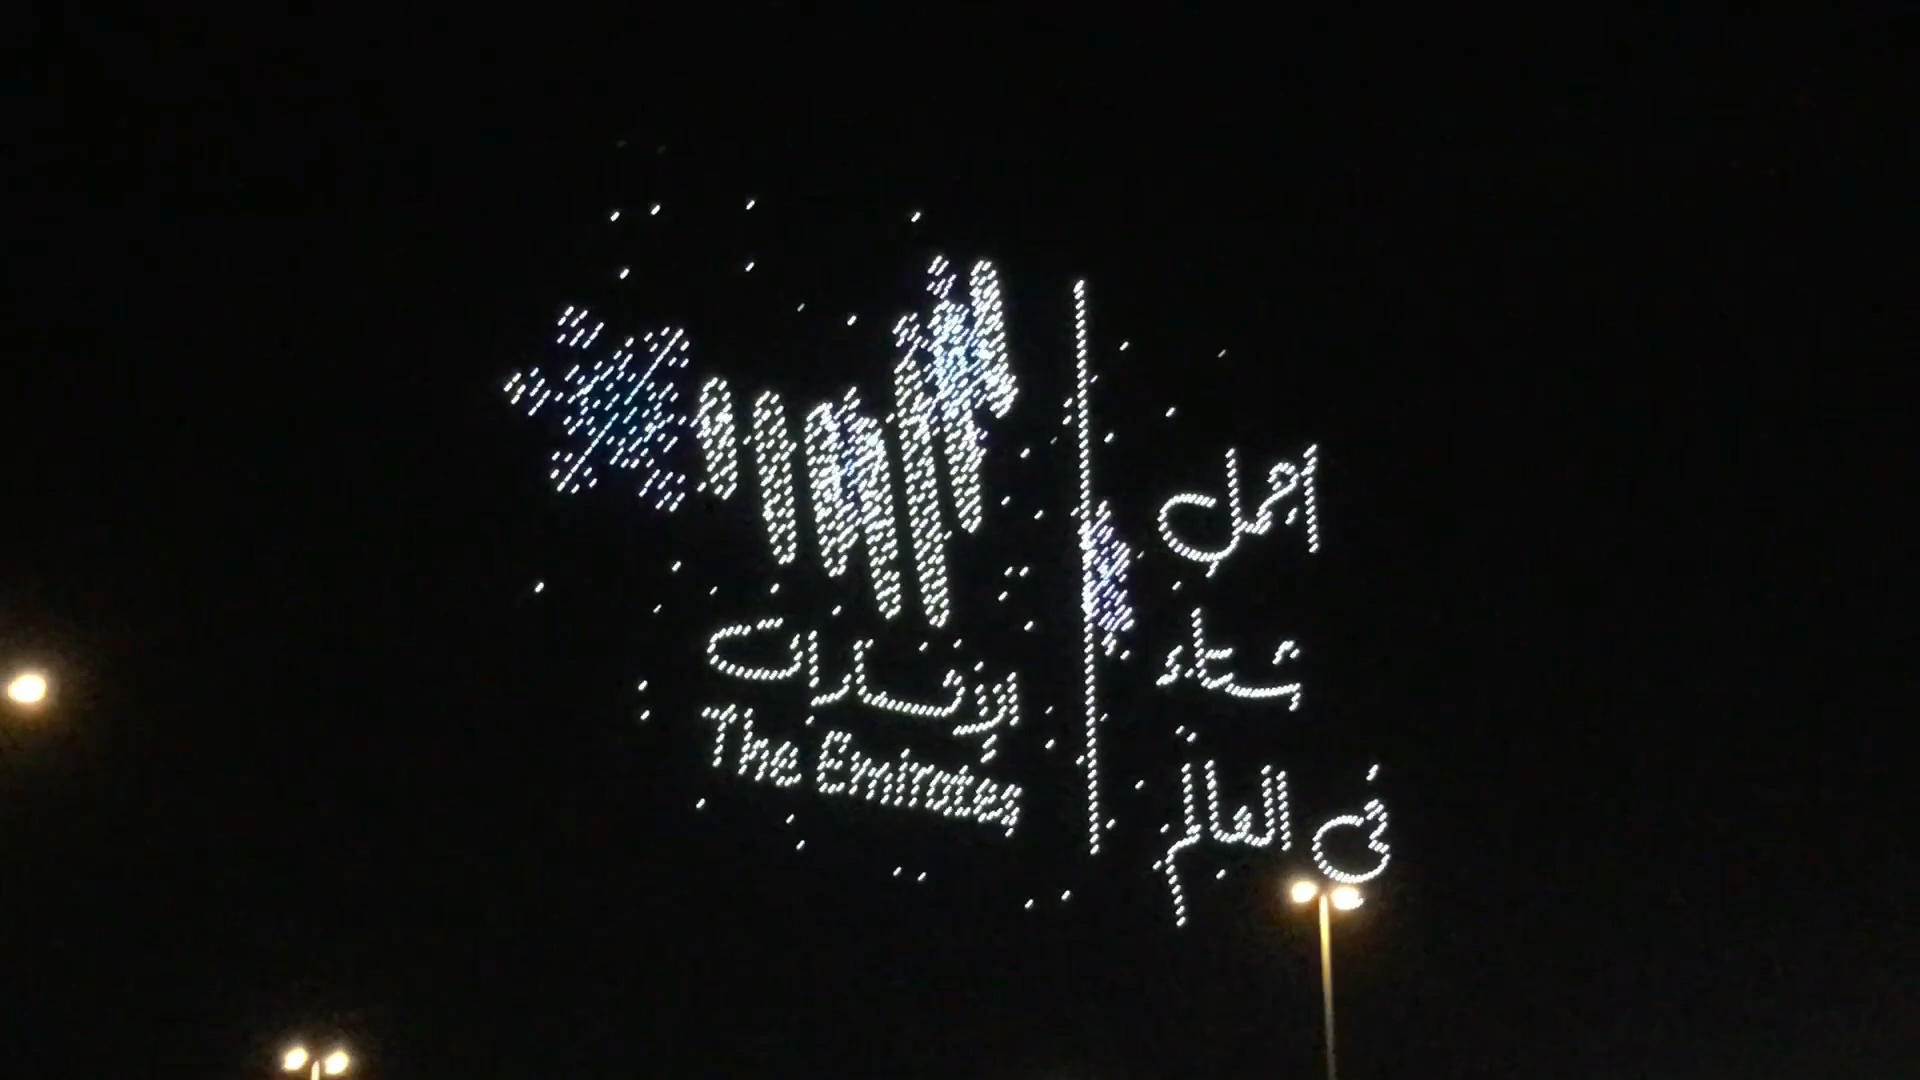 أجمل
شتاء
في العالم
الإمارات
The Emirates